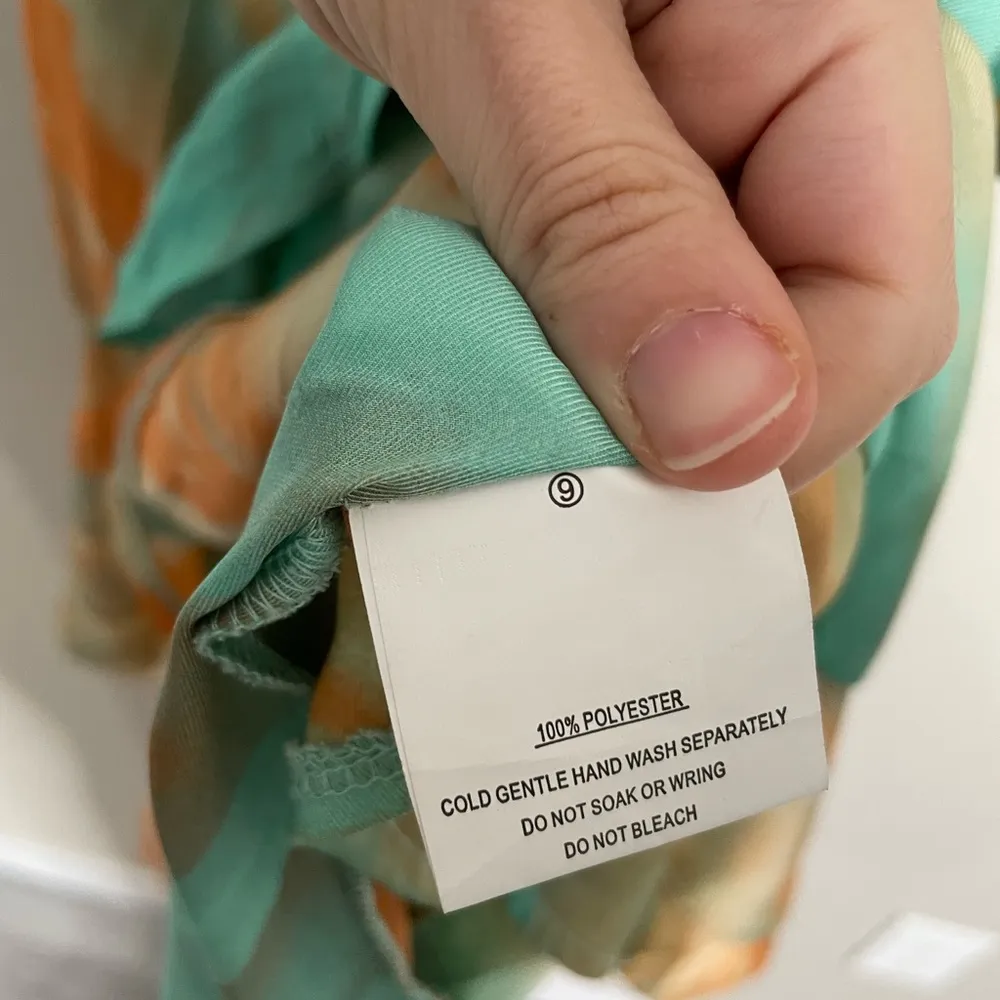 ⑨
100% POLYESTER
COLD GENTLE HAND WASH SEPARATELY
DO NOT SOAK OR WRING
DO NOT BLEACH